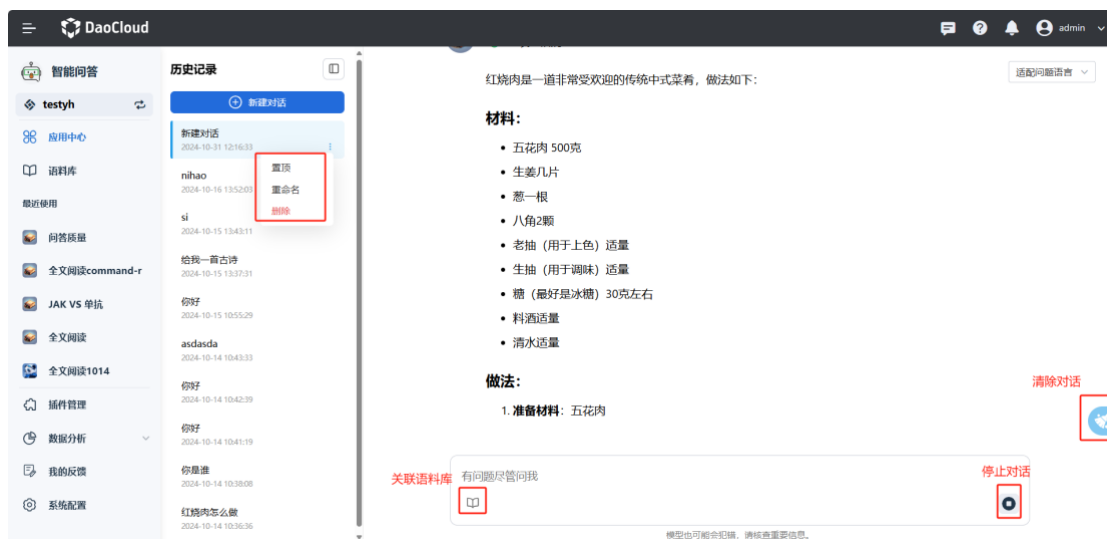 DaoCloud
admin
智能问答
testyh
应用中心
语料库
最近使用
问答质量
全文阅读command-r
JAK VS 单抗
全文阅读
全文阅读1014
插件管理
数据分析
我的反馈
系统配置
历史记录
新建对话
新建对话
2024-10-31 12:16:33
置顶
重命名
删除
nihao
2024-10-16 13:52:03
si
2024-10-15 13:43:11
给我一首古诗
2024-10-15 13:37:31
你好
2024-10-15 10:55:29
asdasda
2024-10-14 10:43:33
你好
2024-10-14 10:42:39
你好
2024-10-14 10:41:19
你是谁
2024-10-14 10:38:08
红烧肉怎么做
2024-10-14 10:36:36
适配问题语言
红烧肉是一道非常受欢迎的传统中式菜肴，做法如下：
材料：
• 五花肉 500克
• 生姜几片
• 葱一根
• 八角2颗
• 老抽（用于上色）适量
• 生抽（用于调味）适量
• 糖（最好是冰糖）30克左右
• 料酒适量
• 清水适量
做法：
1. 准备材料：五花肉
清除对话
关联语料库
有问题尽管问我
停止对话
模型也可能会犯错，请核查重要信息。